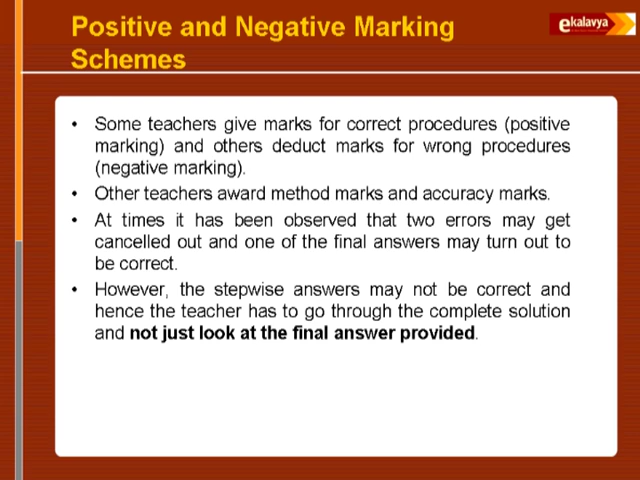 Positive and Negative Marking
Schemes
ekalavya
• Some teachers give marks for correct procedures (positive
marking) and others deduct marks for wrong procedures
(negative marking).
• Other teachers award method marks and accuracy marks.
• At times it has been observed that two errors may get
cancelled out and one of the final answers may turn out to
be correct.
• However, the stepwise answers may not be correct and
hence the teacher has to go through the complete solution
and not just look at the final answer provided.